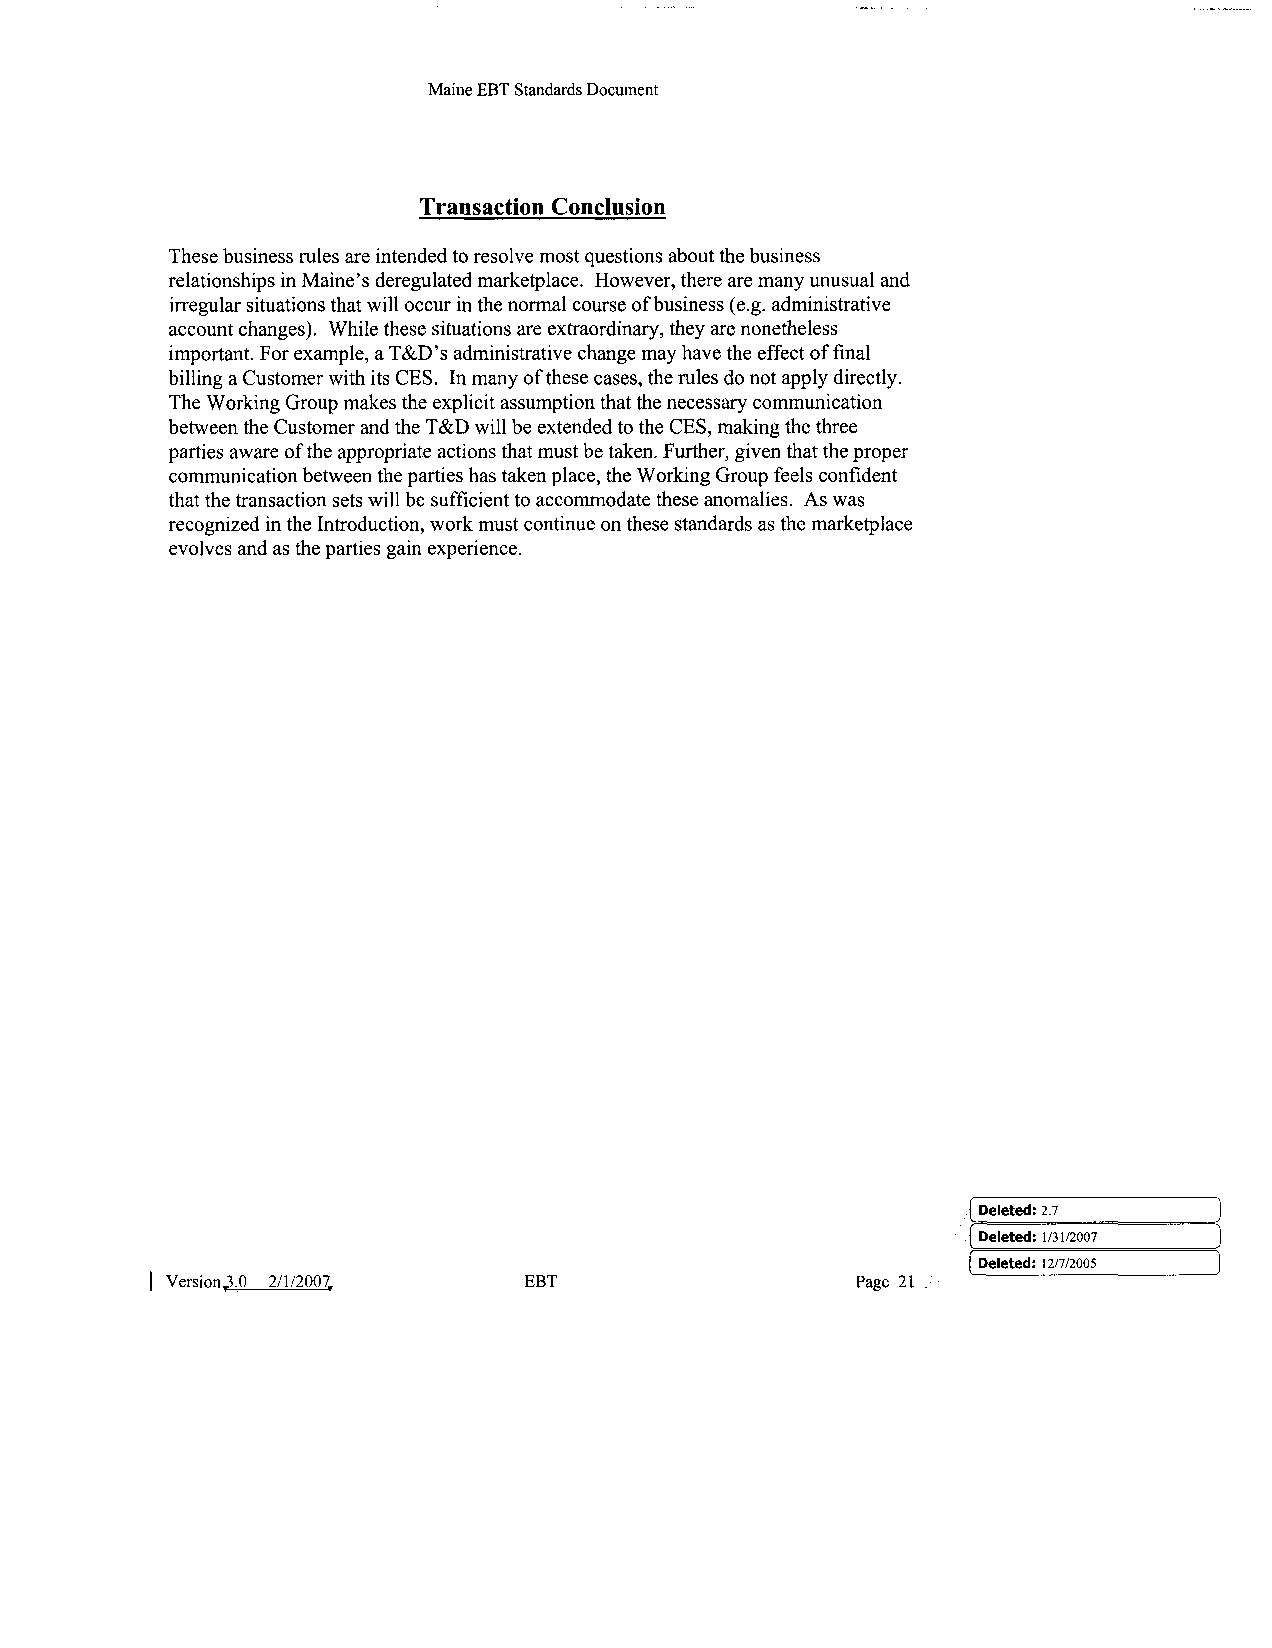 Maine EBT Standards Document
Transaction Conclusion
These business rules are intended to resolve most questions about the business
relationships in Maine's deregulated marketplace.  However, there are many unusual and
irregular situations that will occur in the normal course of business (e.g. administrative
account changes).  While these situations are extraordinary, they are nonetheless
important. For example, a T&D's administrative change may have the effect of final
billing a Customer with its CES.  In many of these cases, the rules do not apply directly.
The Working Group makes the explicit assumption that the necessary communication
between the Customer and the T&D will be extended to the CES, making the three
parties aware of the appropriate actions that must be taken. Further, given that the proper
communication between the parties has taken place, the Working Group feels confident
that the transaction sets will be sufficient to accommodate these anomalies.  As was
recognized in the Introduction, work must continue on these standards as the marketplace
evolves and as the parties gain experience.
Deleted: 2.7
Deleted: 1/31/2007
Deleted: 12/7/2005
Version 3.0   2/1/2007 EBT Page 21